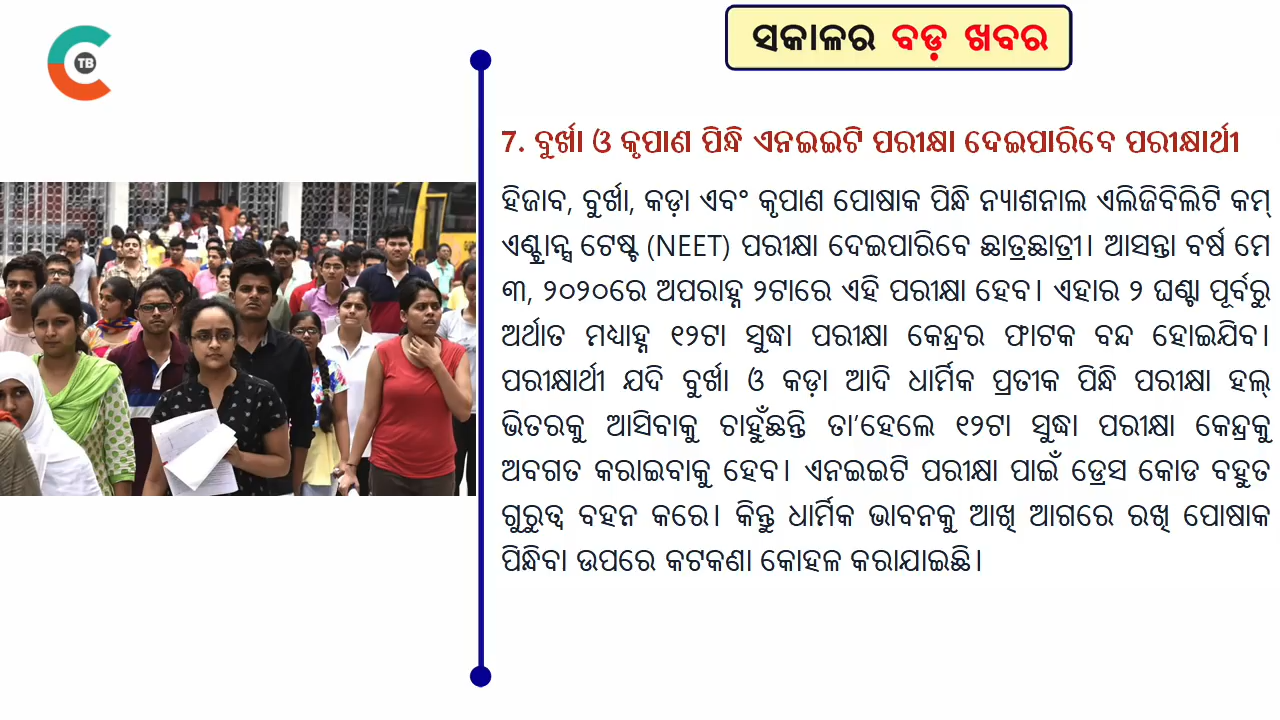 TB
ସକାଳର ବଡ଼ ଖବର
7. ବୁର୍ଖା ଓ କୃପାଣ ପିନ୍ଧି ଏନଇଇଟି ପରୀକ୍ଷା ଦେଇପାରିବେ ପରୀକ୍ଷାର୍ଥୀ
ହିଜାବ, ବୁର୍ଖା, କଡ଼ା ଏବଂ କୃପାଣ ପୋଷାକ ପିନ୍ଧି ନ୍ୟାଶନାଲ ଏଲିଜିବିଲିଟି କମ୍
ଏଣ୍ଟ୍ରାନ୍ସ ଟେଷ୍ଟ (NEET) ପରୀକ୍ଷା ଦେଇପାରିବେ ଛାତ୍ରଛାତ୍ରୀ। ଆସନ୍ତା ବର୍ଷ ମେ
୩, ୨୦୨୦ରେ ଅପରାହ୍ନ ୨ଟାରେ ଏହି ପରୀକ୍ଷା ହେବ। ଏହାର ୨ ଘଣ୍ଟା ପୂର୍ବରୁ
ଅର୍ଥାତ ମଧ୍ୟାହ୍ନ ୧୨ଟା ସୁଦ୍ଧା ପରୀକ୍ଷା କେନ୍ଦ୍ରର ଫାଟକ ବନ୍ଦ ହୋଇଯିବ।
ପରୀକ୍ଷାର୍ଥୀ ଯଦି ବୁର୍ଖା ଓ କଡ଼ା ଆଦି ଧାର୍ମିକ ପ୍ରତୀକ ପିନ୍ଧି ପରୀକ୍ଷା ହଲ୍
ଭିତରକୁ ଆସିବାକୁ ଚାହୁଁଛନ୍ତି ତା'ହେଲେ ୧୨ଟା ସୁଦ୍ଧା ପରୀକ୍ଷା କେନ୍ଦ୍ରକୁ
ଅବଗତ କରାଇବାକୁ ହେବ। ଏନଇଇଟି ପରୀକ୍ଷା ପାଇଁ ଡ୍ରେସ କୋଡ ବହୁତ
ଗୁରୁତ୍ୱ ବହନ କରେ। କିନ୍ତୁ ଧାର୍ମିକ ଭାବନକୁ ଆଖି ଆଗରେ ରଖି ପୋଷାକ
ପିନ୍ଧିବା ଉପରେ କଟକଣା କୋହଳ କରାଯାଇଛି।